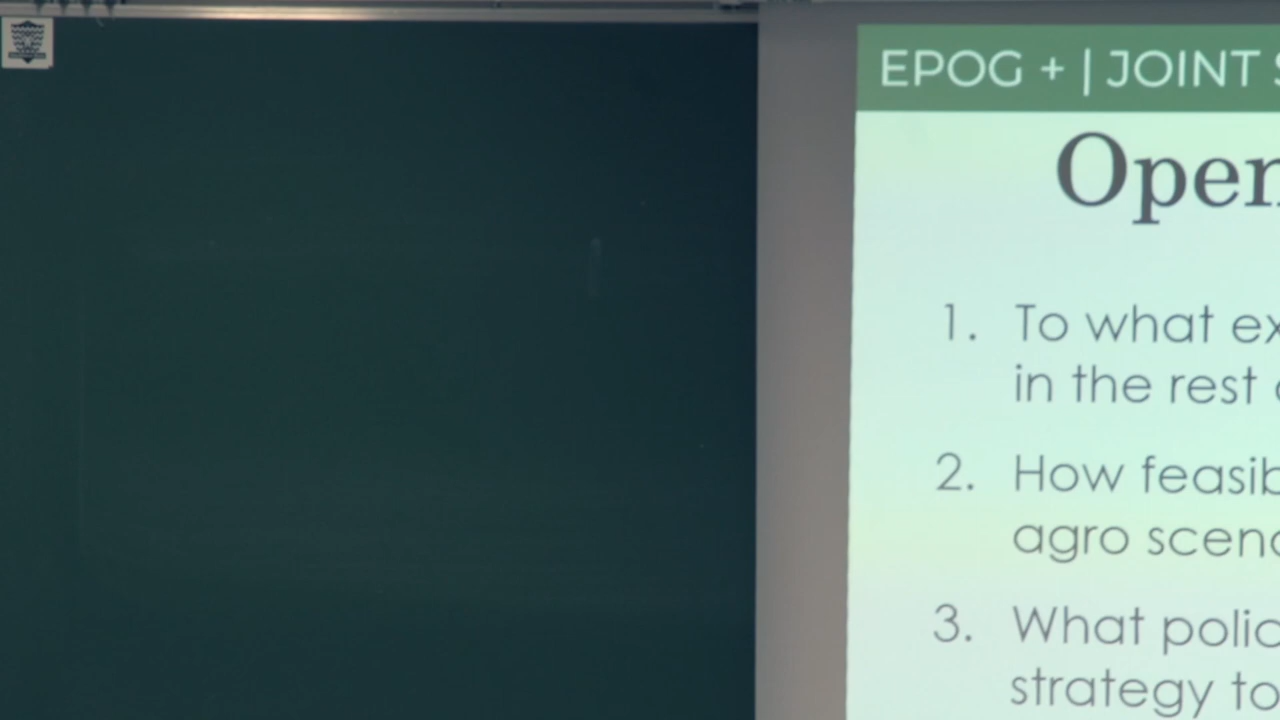 EPOG + | JOINT
Open
1. To what ex
in the rest
2. How feasib
agro scena
3. What polic
strategy to